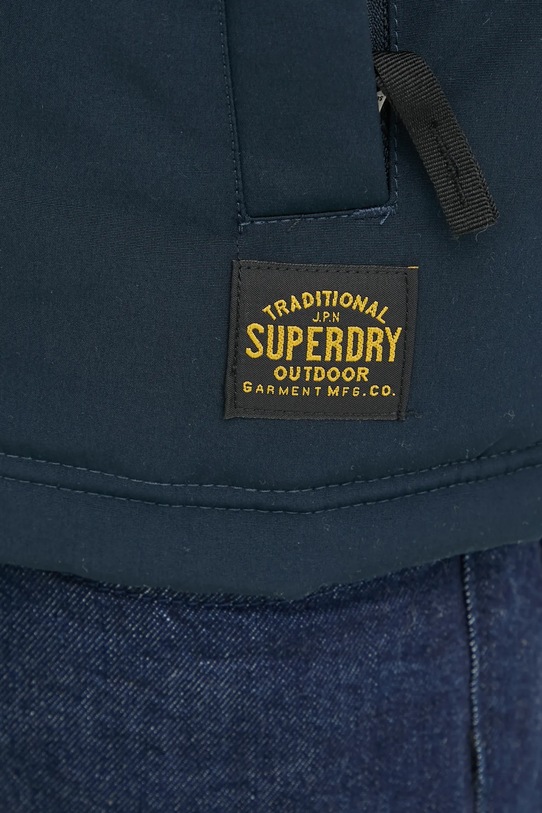 TRADITIONAL
J.P.N
SUPERDRY
OUTDOOR
GARMENT MFG. CO.